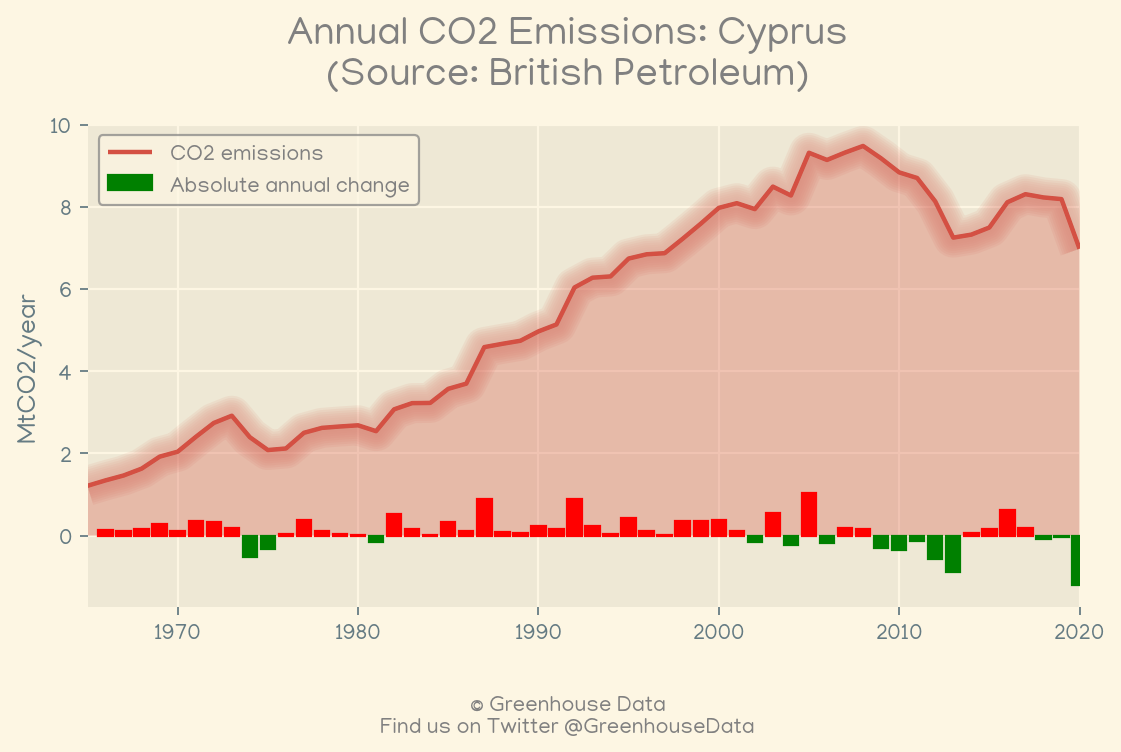 Annual CO2 Emissions: Cyprus
(Source: British Petroleum)
MtCO2/year
10
8
6
4
2
0
CO2 emissions
Absolute annual change
1970
1980
1990
2000
2010
2020
© Greenhouse Data
Find us on Twitter @GreenhouseData